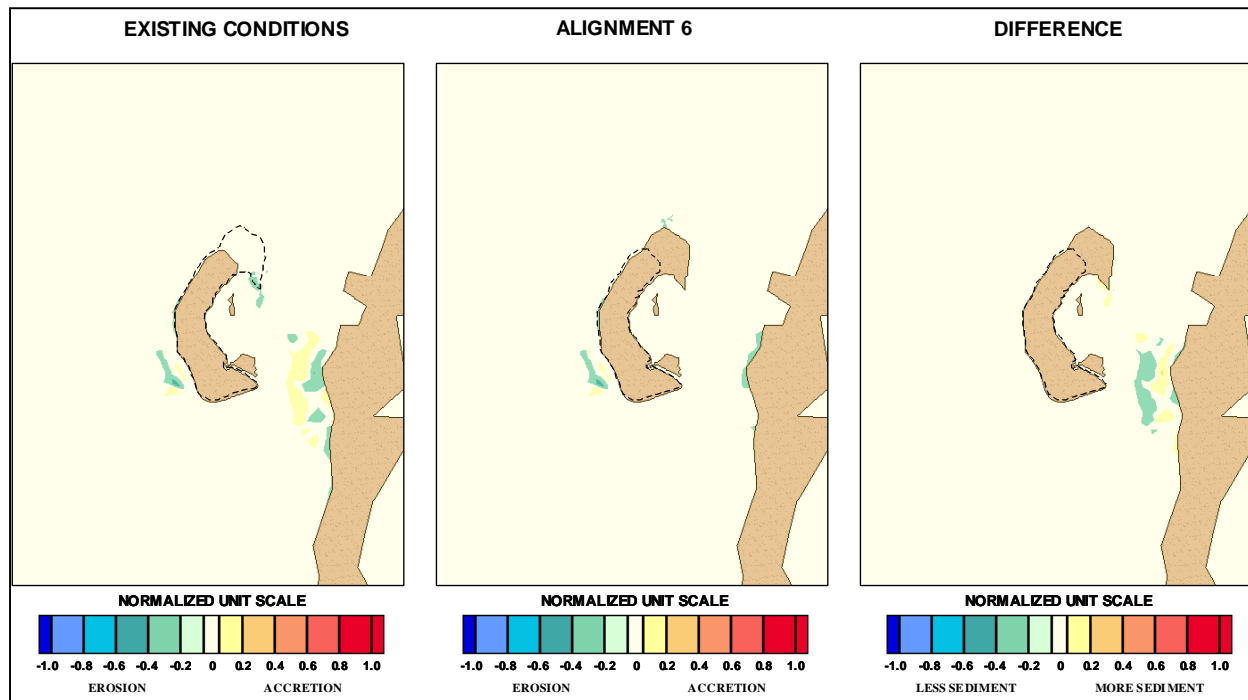 EXISTING CONDITIONS
ALIGNMENT 6
DIFFERENCE
NORMALIZED UNIT SCALE
-1.0 -0.8 -0.6 -0.4 -0.2 0 0.2 0.4 0.6 0.8 1.0
EROSION ACCRETION
NORMALIZED UNIT SCALE
-1.0 -0.8 -0.6 -0.4 -0.2 0 0.2 0.4 0.6 0.8 1.0
EROSION ACCRETION
NORMALIZED UNIT SCALE
-1.0 -0.8 -0.6 -0.4 -0.2 0 0.2 0.4 0.6 0.8 1.0
LESS SEDIMENT MORE SEDIMENT